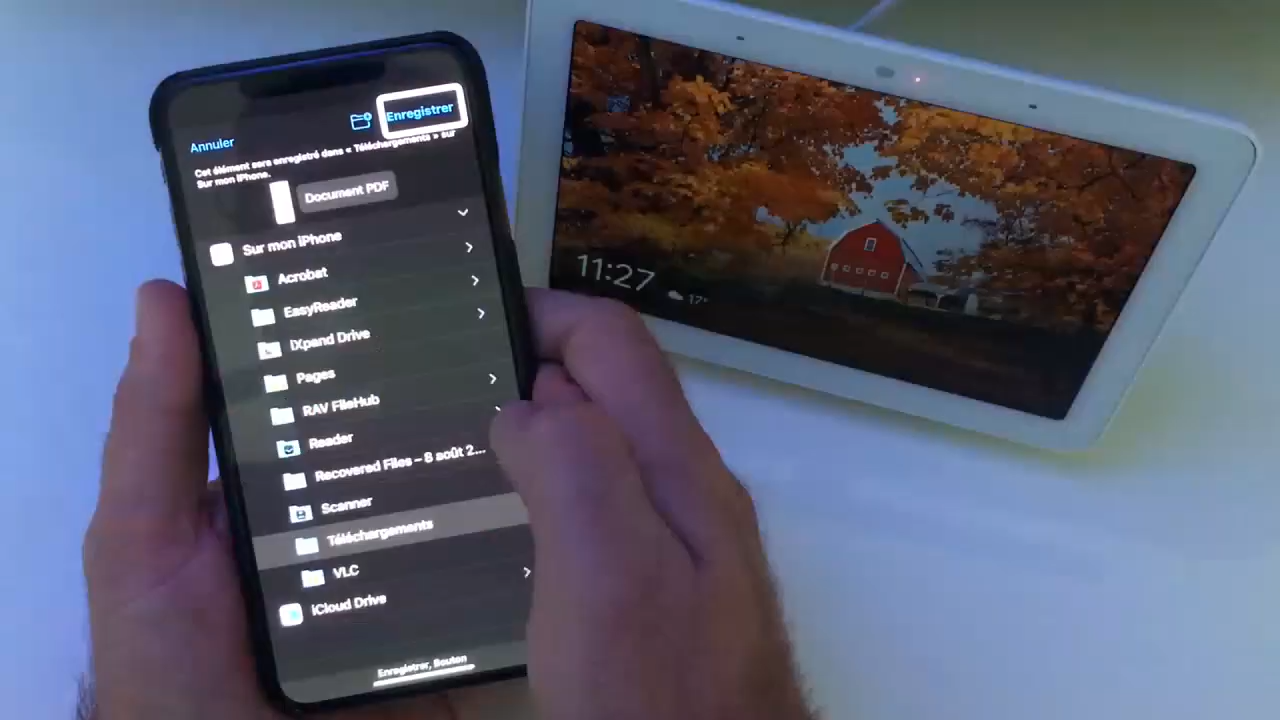 Enregistrer
Annuler
Cet élément sera enregistré dans « Téléchargements » sur
Sur mon iPhone.
Document PDF
Sur mon iPhone
Acrobat
EasyReader
iXpand Drive
Pages
RAV FileHub
Reader
Recovered Files – 8 août 2...
Scanner
Téléchargements
VLC
iCloud Drive
Enregistrer, Bouton
11:27
17°